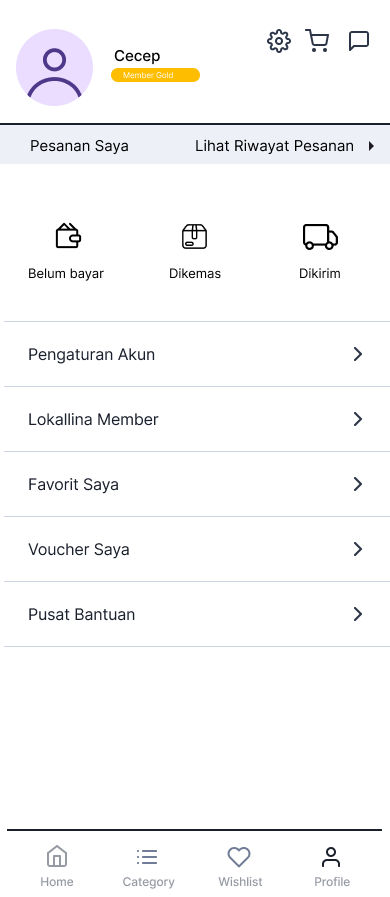 Cecep
Member Gold
Pesanan Saya
Lihat Riwayat Pesanan
Belum bayar
Dikemas
Dikirim
Pengaturan Akun
Lokallina Member
Favorit Saya
Voucher Saya
Pusat Bantuan
Home
Category
Wishlist
Profile